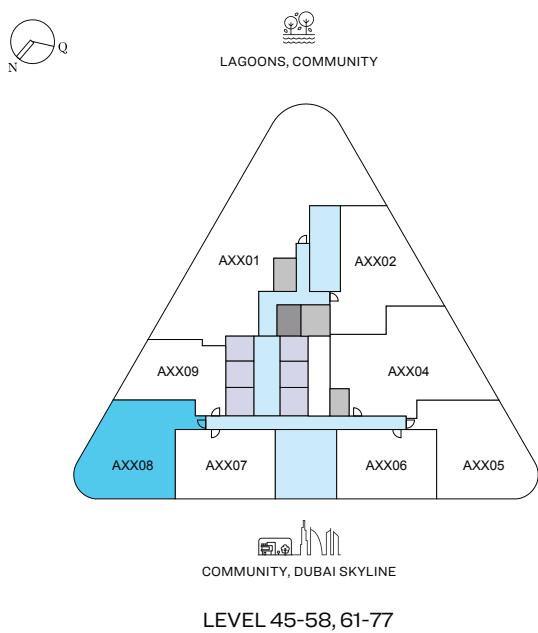 Q
N
LAGOONS, COMMUNITY
AXX01
AXX02
AXX09
AXX04
AXX08
AXX07
AXX06
AXX05
COMMUNITY, DUBAI SKYLINE
LEVEL 45-58, 61-77